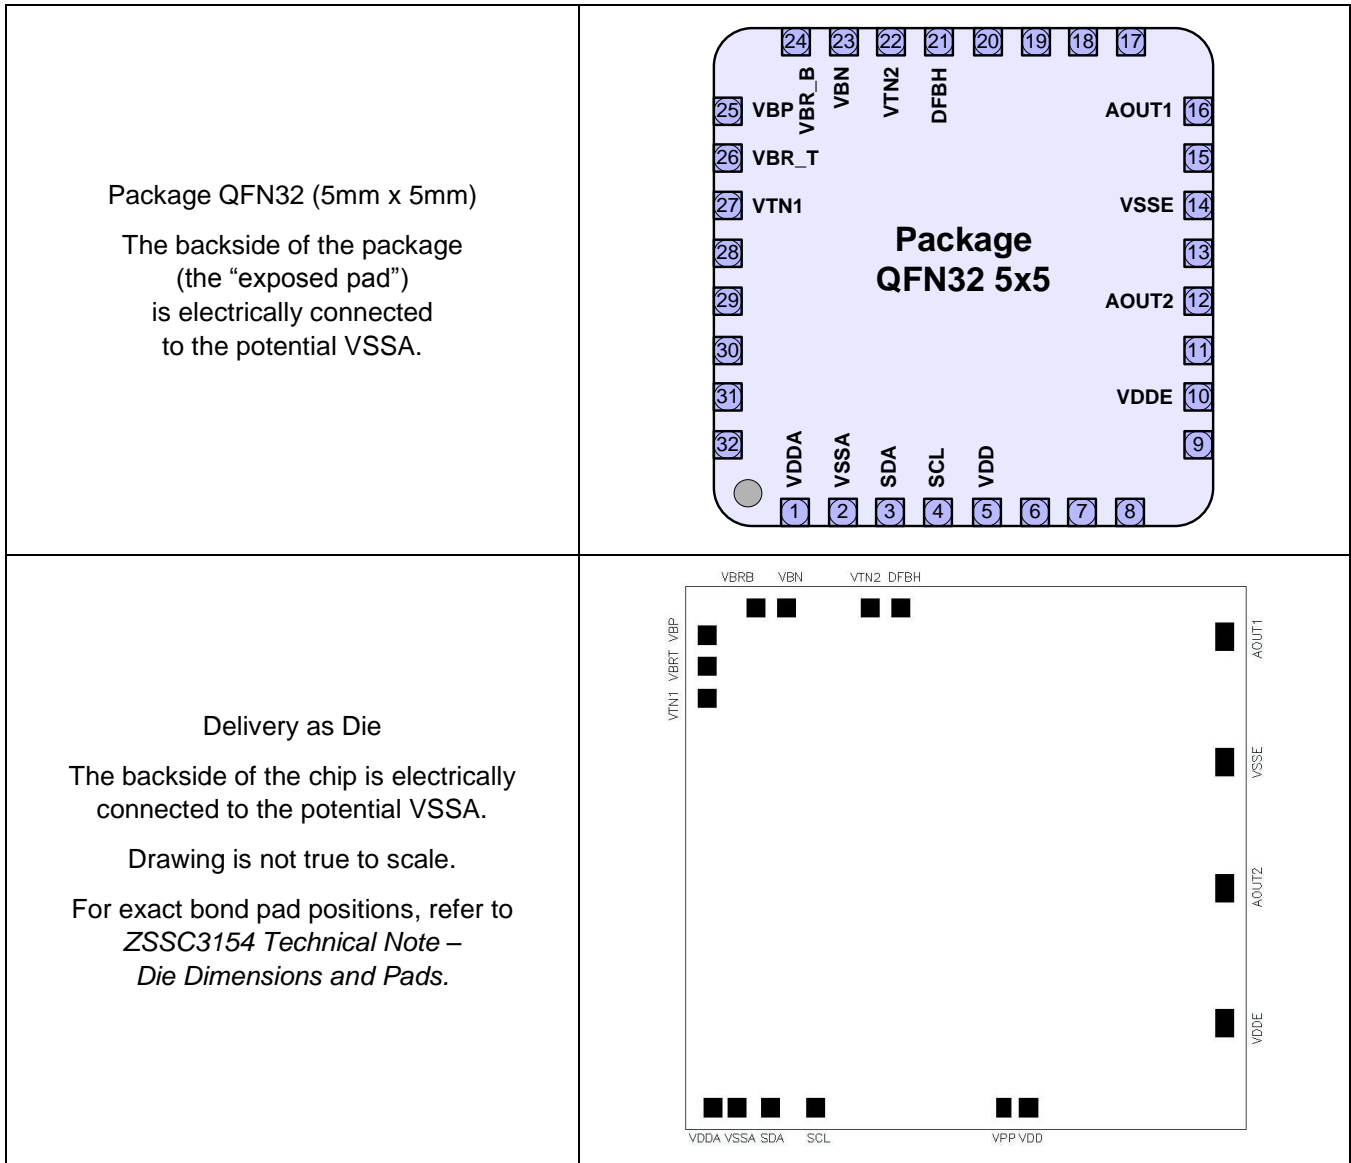 Package QFN32 (5mm x 5mm)
The backside of the package
(the “exposed pad”)
is electrically connected
to the potential VSSA.
24 23 22 21 20 19 18 17
VBR_B VBN VTN2 DFBH
25 VBP AOUT1 16
26 VBR_T 15
27 VTN1 VSSE 14
28 13
Package
QFN32 5x5
29 AOUT2 12
30 11
31 VDDE 10
32 9
VDDA VSSA SDA SCL VDD
1 2 3 4 5 6 7 8
Delivery as Die
The backside of the chip is electrically
connected to the potential VSSA.
Drawing is not true to scale.
For exact bond pad positions, refer to
ZSSC3154 Technical Note –
Die Dimensions and Pads.
VBRB VBN VTN2 DFBH
VBP
VBRT
VTN1
AOUT1
VSSE
AOUT2
VDDE
VDDA VSSA SDA SCL VPP VDD